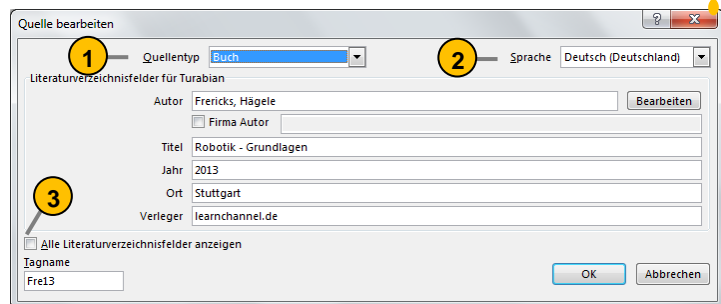 Quelle bearbeiten
1 Quellentyp Buch 2 Sprache Deutsch (Deutschland)
Literaturverzeichnisfelder für Turabian
Autor Frericks, Hägele Bearbeiten
Firma Autor
Titel Robotik - Grundlagen
Jahr 2013
3 Ort Stuttgart
Verleger learnchannel.de
Alle Literaturverzeichnisfelder anzeigen
Tagname
Fre13 OK Abbrechen